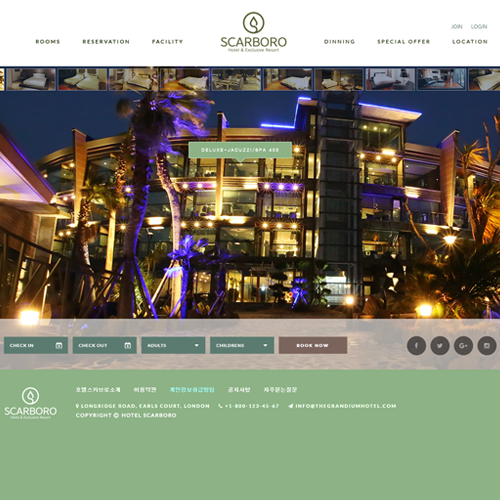 JOIN LOGIN
ROOMS RESERVATION FACILITY
SCARBORO
Hotel & Exclusive Resort
DINNING SPECIAL OFFER LOCATION
DELUXE-JACUZZI/SPA 400
CHECK IN CHECK OUT ADULTS CHILDRENS BOOK NOW
SCARBORO
Hotel & Exclusive Resort
호텔스카브로소개 이용약관 개인정보취급방침 공지사항 자주묻는질문
LONGRIDGE ROAD, EARLS COURT, LONDON +1-800-123-45-67 INFO@THEGRANDIUMHOTEL.COM
COPYRIGHT © HOTEL SCARBORO